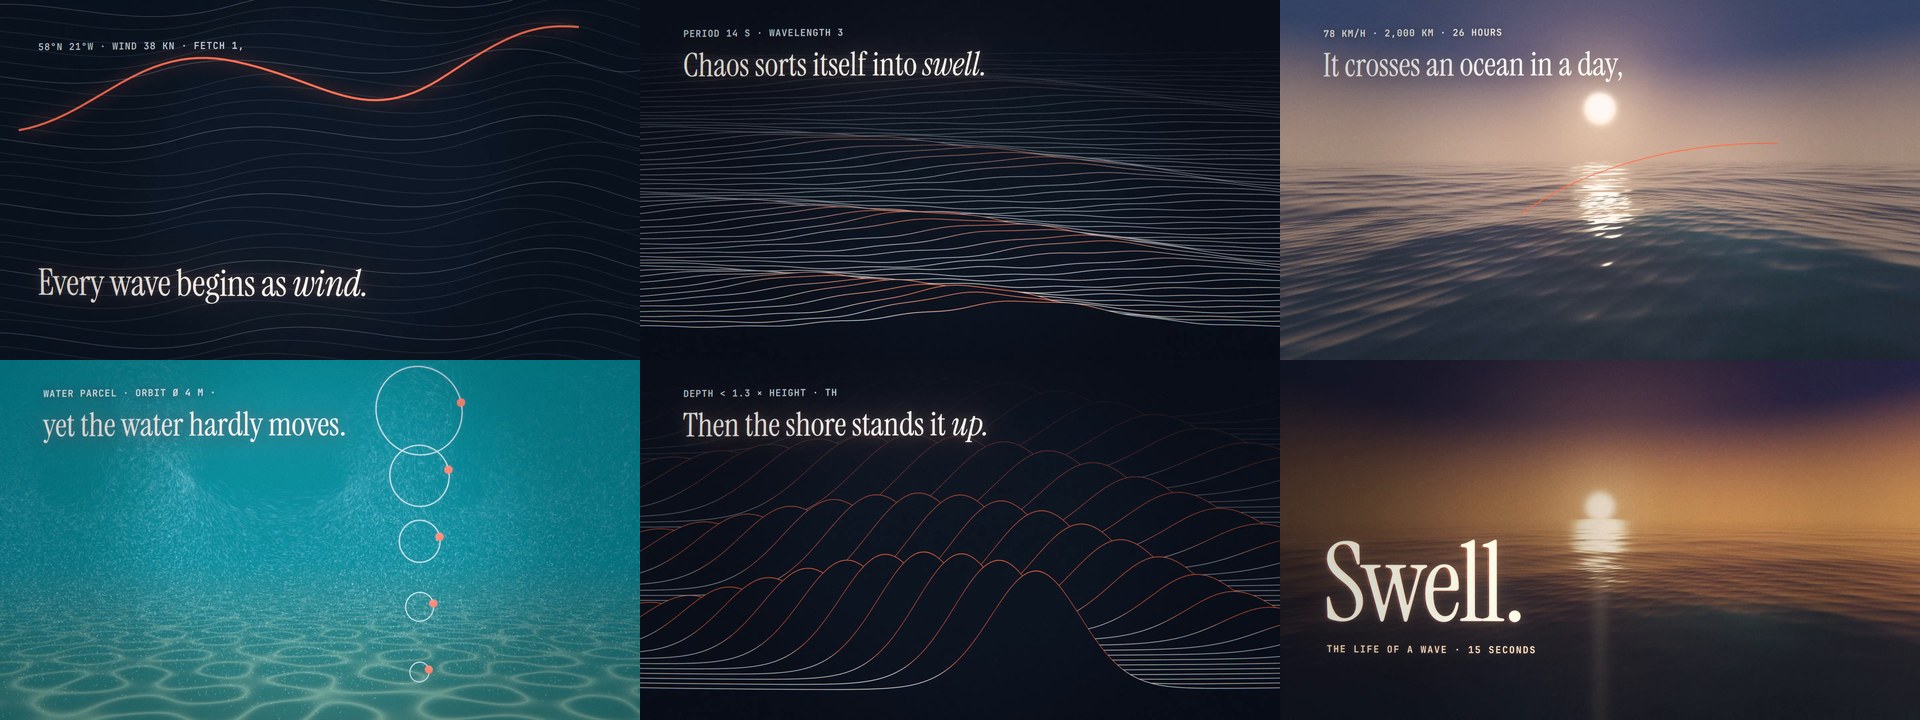 58°N 21°W · WIND 38 KN · FETCH 1,
Every wave begins as wind.
PERIOD 14 S · WAVELENGTH 3
Chaos sorts itself into swell.
78 KM/H · 2,000 KM · 26 HOURS
It crosses an ocean in a day,
WATER PARCEL · ORBIT Ø 4 M ·
yet the water hardly moves.
DEPTH < 1.3 × HEIGHT · TH
Then the shore stands it up.
Swell.
THE LIFE OF A WAVE · 15 SECONDS